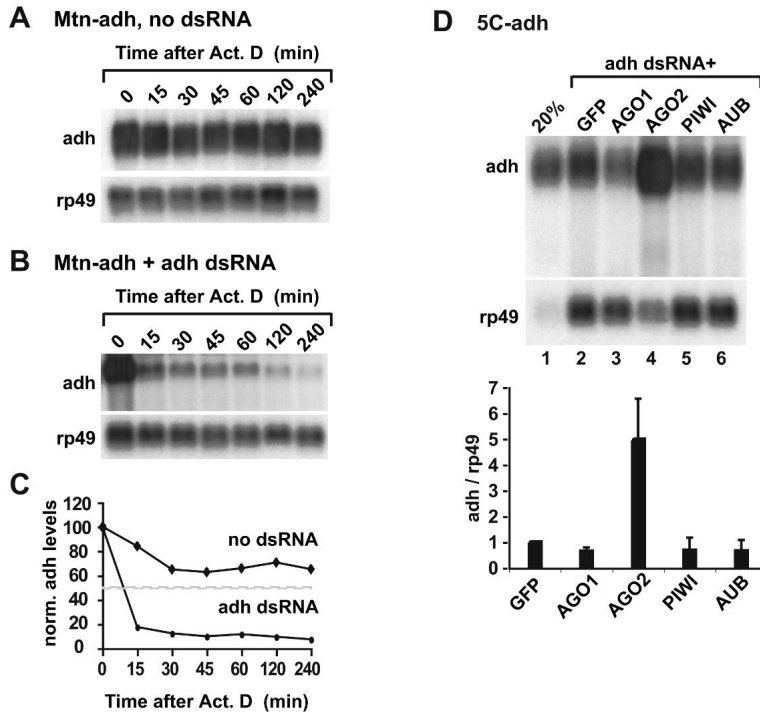 A Mtn-adh, no dsRNA
Time after Act. D (min)
0 15 30 45 60 120 240
adh
rp49
B Mtn-adh + adh dsRNA
Time after Act. D (min)
0 15 30 45 60 120 240
adh
rp49
C
norm. adh levels
120
100
80
60
40
20
0
no dsRNA
adh dsRNA
0 15 30 45 60 120 240
Time after Act. D (min)
D 5C-adh
adh dsRNA+
20% GFP AGO1 AGO2 PIWI AUB
adh
rp49
1 2 3 4 5 6
adh / rp49
7
6
5
4
3
2
1
0
GFP AGO1 AGO2 PIWI AUB